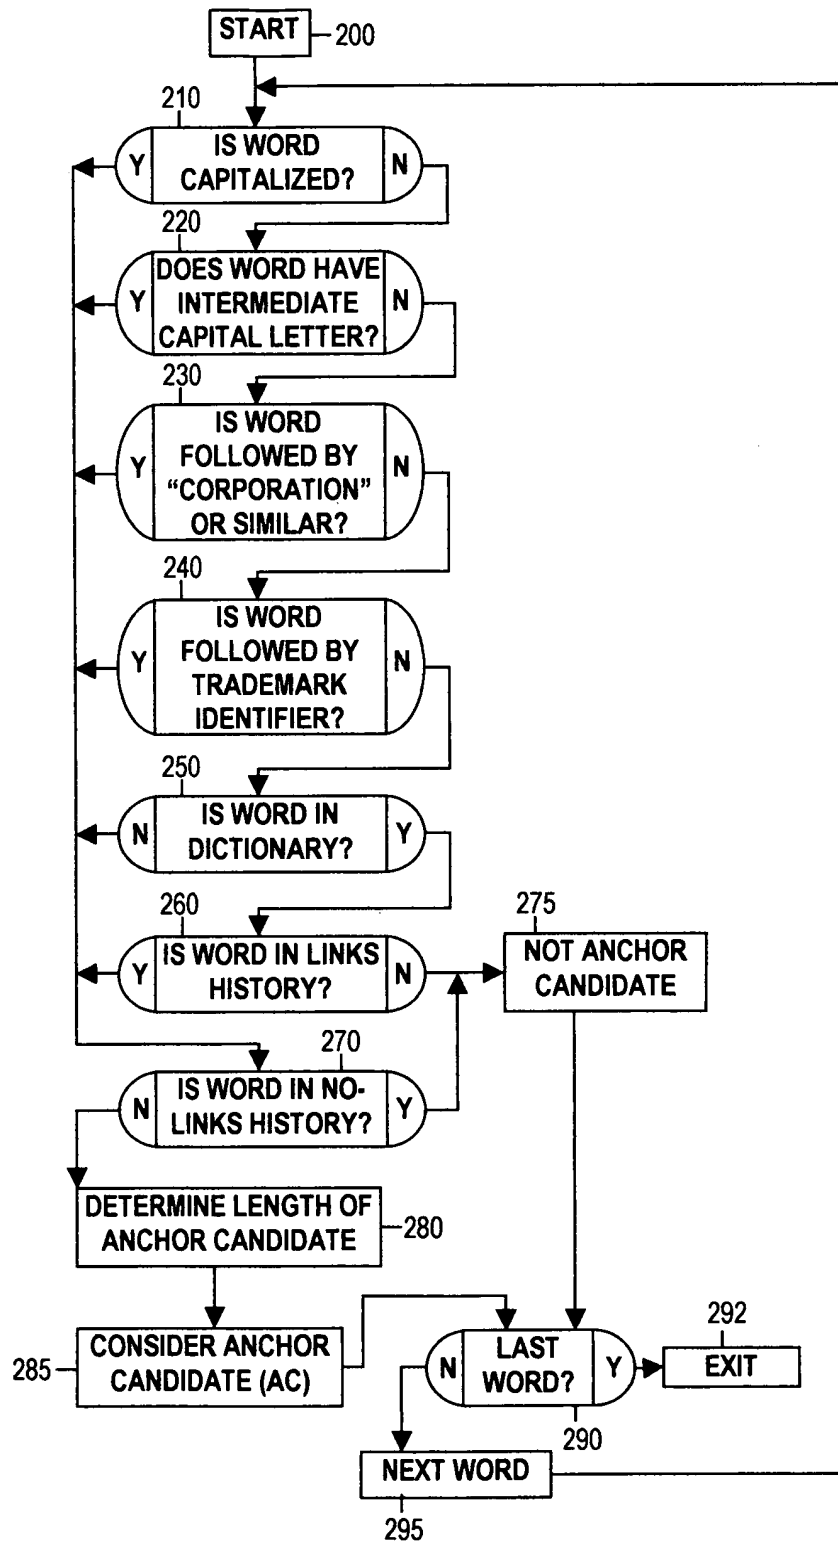 START
200
210
Y
IS WORD
CAPITALIZED?
N
220
Y
DOES WORD HAVE
INTERMEDIATE
CAPITAL LETTER?
N
230
Y
IS WORD
FOLLOWED BY
“CORPORATION”
OR SIMILAR?
N
240
Y
IS WORD
FOLLOWED BY
TRADEMARK
IDENTIFIER?
N
250
N
IS WORD IN
DICTIONARY?
Y
260
Y
IS WORD IN LINKS
HISTORY?
N
275
NOT ANCHOR
CANDIDATE
270
N
IS WORD IN NO-
LINKS HISTORY?
Y
DETERMINE LENGTH OF
ANCHOR CANDIDATE
280
285
CONSIDER ANCHOR
CANDIDATE (AC)
N
LAST
WORD?
Y
290
292
EXIT
NEXT WORD
295